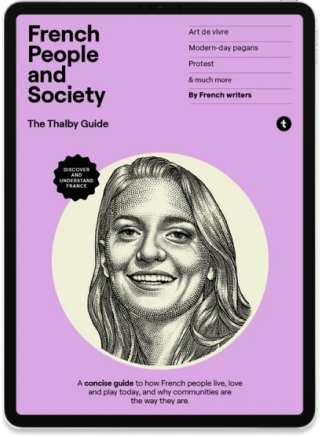 French
People
and
Society
The Thalby Guide
Art de vivre
Modern-day pagans
Protest
& much more
By French writers
t
DISCOVER
AND
UNDERSTAND
FRANCE
A concise guide to how French people live, love
and play today, and why communities are
the way they are.